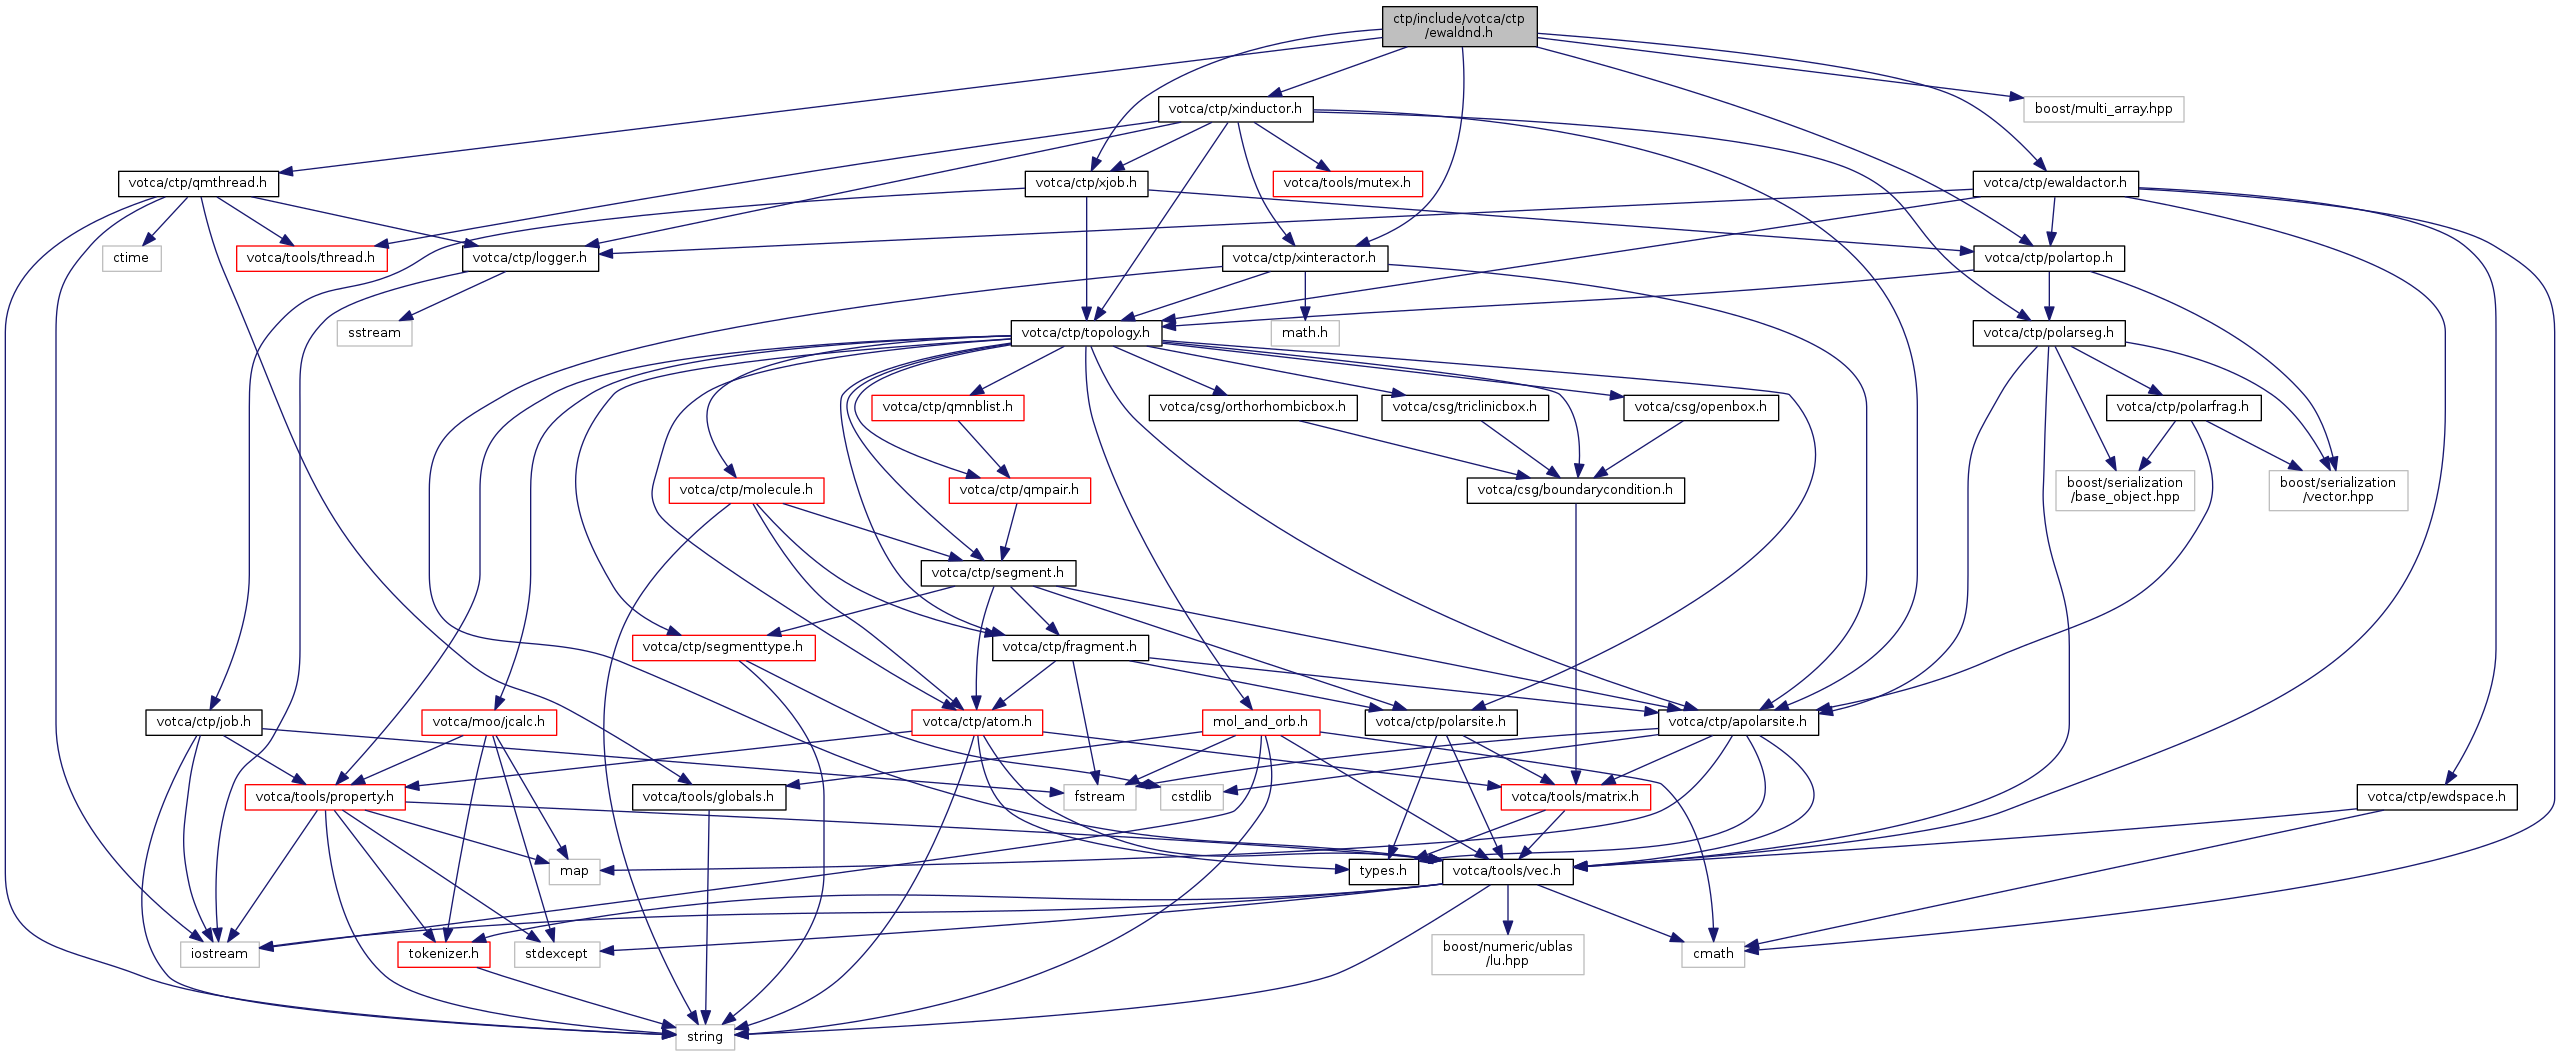 ctp/include/votca/ctp
/ewaldnd.h
votca/ctp/xinductor.h
boost/multi_array.hpp
votca/ctp/qmthread.h
votca/ctp/xjob.h
votca/tools/mutex.h
votca/ctp/ewaldactor.h
ctime
votca/tools/thread.h
votca/ctp/logger.h
votca/ctp/xinteractor.h
votca/ctp/polartop.h
sstream
votca/ctp/topology.h
math.h
votca/ctp/polarseg.h
votca/ctp/qmnblist.h
votca/csg/orthorhombicbox.h
votca/csg/triclinicbox.h
votca/csg/openbox.h
votca/ctp/polarfrag.h
votca/ctp/molecule.h
votca/ctp/qmpair.h
votca/csg/boundarycondition.h
boost/serialization
/base_object.hpp
boost/serialization
/vector.hpp
votca/ctp/segment.h
votca/ctp/segmenttype.h
votca/ctp/fragment.h
votca/ctp/job.h
votca/moo/jcalc.h
votca/ctp/atom.h
mol_and_orb.h
votca/ctp/polarsite.h
votca/ctp/apolarsite.h
votca/tools/property.h
votca/tools/globals.h
fstream
cstdlib
votca/tools/matrix.h
votca/ctp/ewdspace.h
map
types.h
votca/tools/vec.h
iostream
tokenizer.h
stdexcept
boost/numeric/ublas
/lu.hpp
cmath
string